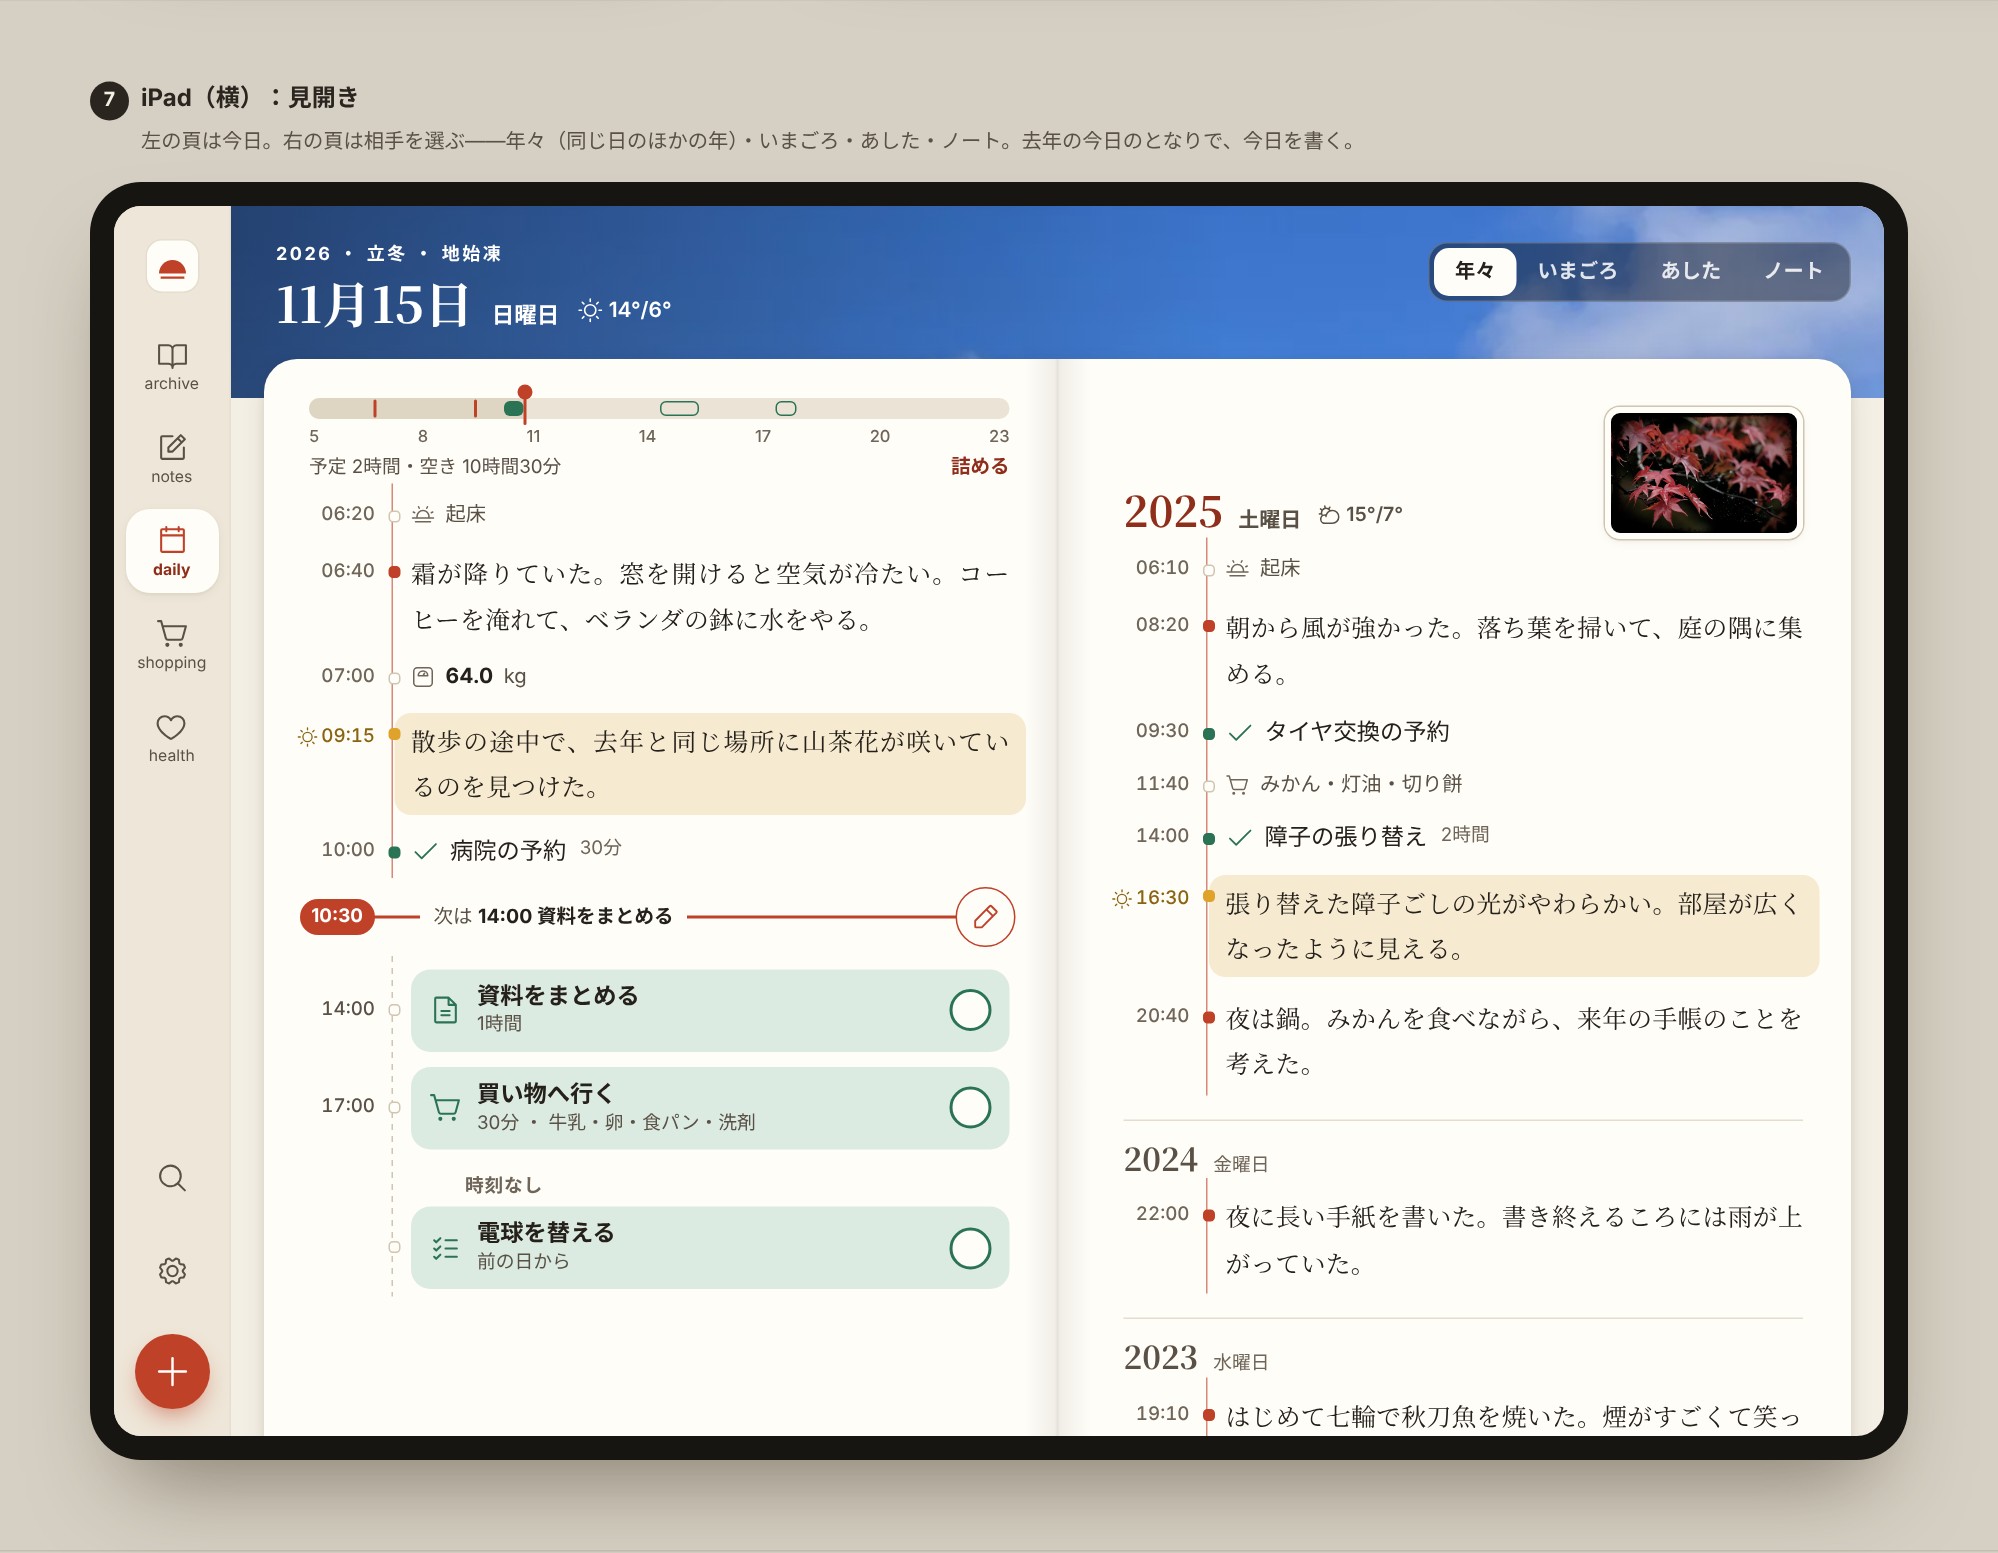 7 iPad（横）：見開き
左の頁は今日。右の頁は相手を選ぶ——年々（同じ日のほかの年）・いまごろ・あした・ノート。去年の今日のとなりで、今日を書く。
archive
notes
daily
shopping
health
2026 ・ 立冬 ・ 地始凍
11月15日 日曜日 14°/6°
年々 いまごろ あした ノート
5 8 11 14 17 20 23
予定 2時間・空き 10時間30分 詰める
06:20 起床
06:40 霜が降りていた。窓を開けると空気が冷たい。コー
ヒーを淹れて、ベランダの鉢に水をやる。
07:00 64.0 kg
09:15 散歩の途中で、去年と同じ場所に山茶花が咲いてい
るのを見つけた。
10:00 病院の予約 30分
10:30 次は 14:00 資料をまとめる
14:00 資料をまとめる
1時間
17:00 買い物へ行く
30分 ・ 牛乳・卵・食パン・洗剤
時刻なし
電球を替える
前の日から
2025 土曜日 15°/7°
06:10 起床
08:20 朝から風が強かった。落ち葉を掃いて、庭の隅に集
める。
09:30 タイヤ交換の予約
11:40 みかん・灯油・切り餅
14:00 障子の張り替え 2時間
16:30 張り替えた障子ごしの光がやわらかい。部屋が広く
なったように見える。
20:40 夜は鍋。みかんを食べながら、来年の手帳のことを
考えた。
2024 金曜日
22:00 夜に長い手紙を書いた。書き終えるころには雨が上
がっていた。
2023 水曜日
19:10 はじめて七輪で秋刀魚を焼いた。煙がすごくて笑っ